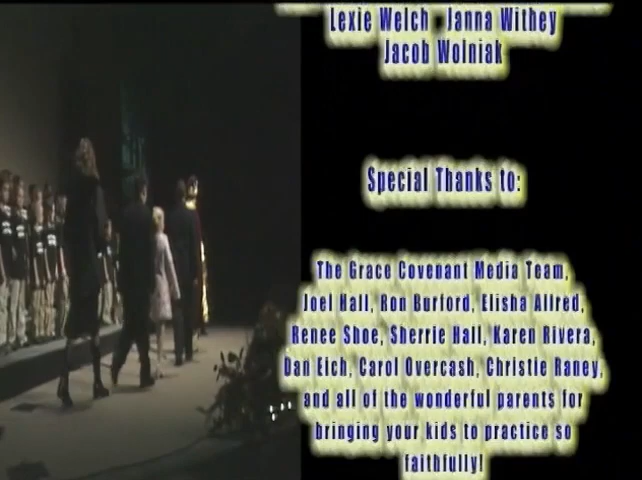 Lexie Welch Janna Withey
Jacob Wolniak
Special Thanks to:
The Grace Covenant Media Team,
Joel Hall, Ron Burford, Elisha Allred,
Renee Shoe, Sherrie Hall, Karen Rivera,
Dan Eich, Carol Overcash, Christie Raney,
and all of the wonderful parents for
bringing your kids to practice so
faithfully!